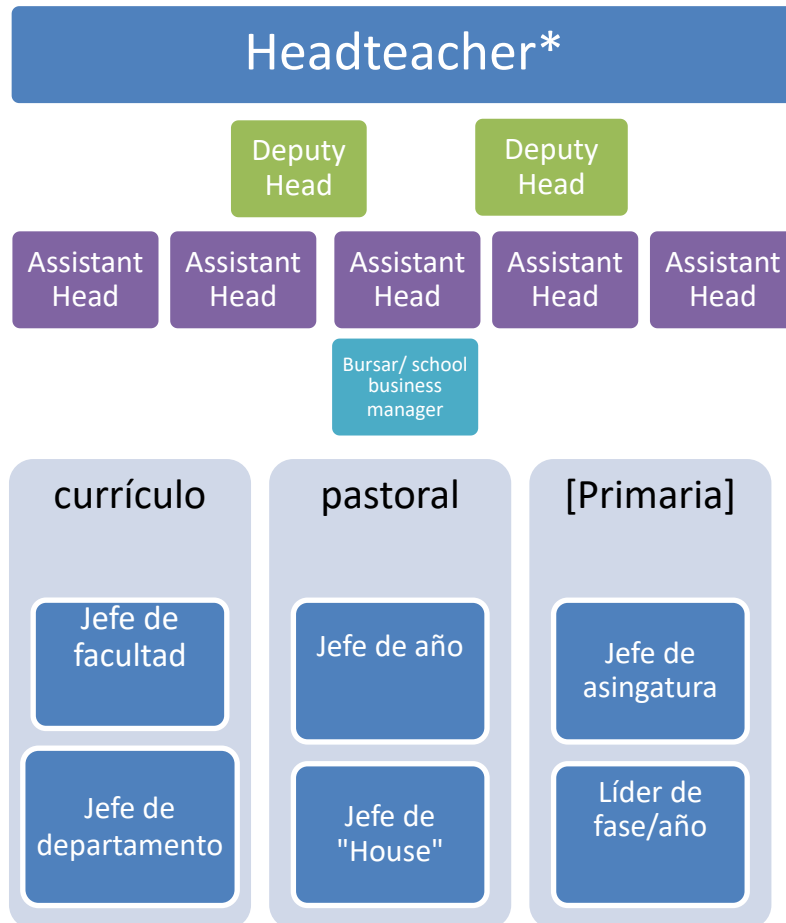 Headteacher*
Deputy
Head
Deputy
Head
Assistant
Head
Assistant
Head
Assistant
Head
Assistant
Head
Assistant
Head
Bursar/ school
business
manager
currículo
Jefe de
facultad
Jefe de
departamento
pastoral
Jefe de año
Jefe de
"House"
[Primaria]
Jefe de
asingatura
Líder de
fase/año